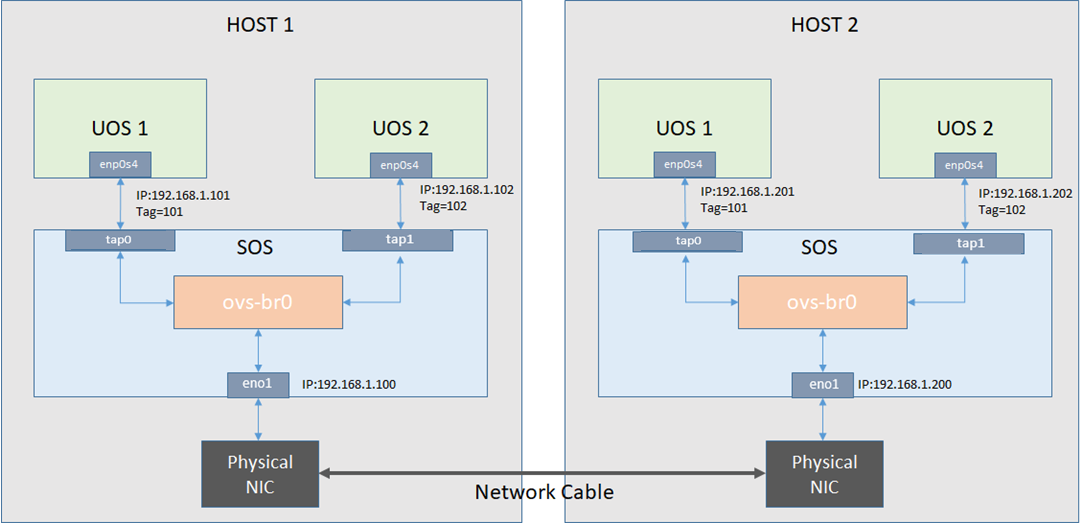 HOST 1
UOS 1
enp0s4
IP:192.168.1.101
Tag=101
UOS 2
enp0s4
IP:192.168.1.102
Tag=102
tap0
SOS
tap1
ovs-br0
eno1
IP:192.168.1.100
Physical
NIC
HOST 2
UOS 1
enp0s4
IP:192.168.1.201
Tag=101
UOS 2
enp0s4
IP:192.168.1.202
Tag=102
tap0
SOS
tap1
ovs-br0
eno1
IP:192.168.1.200
Physical
NIC
Network Cable